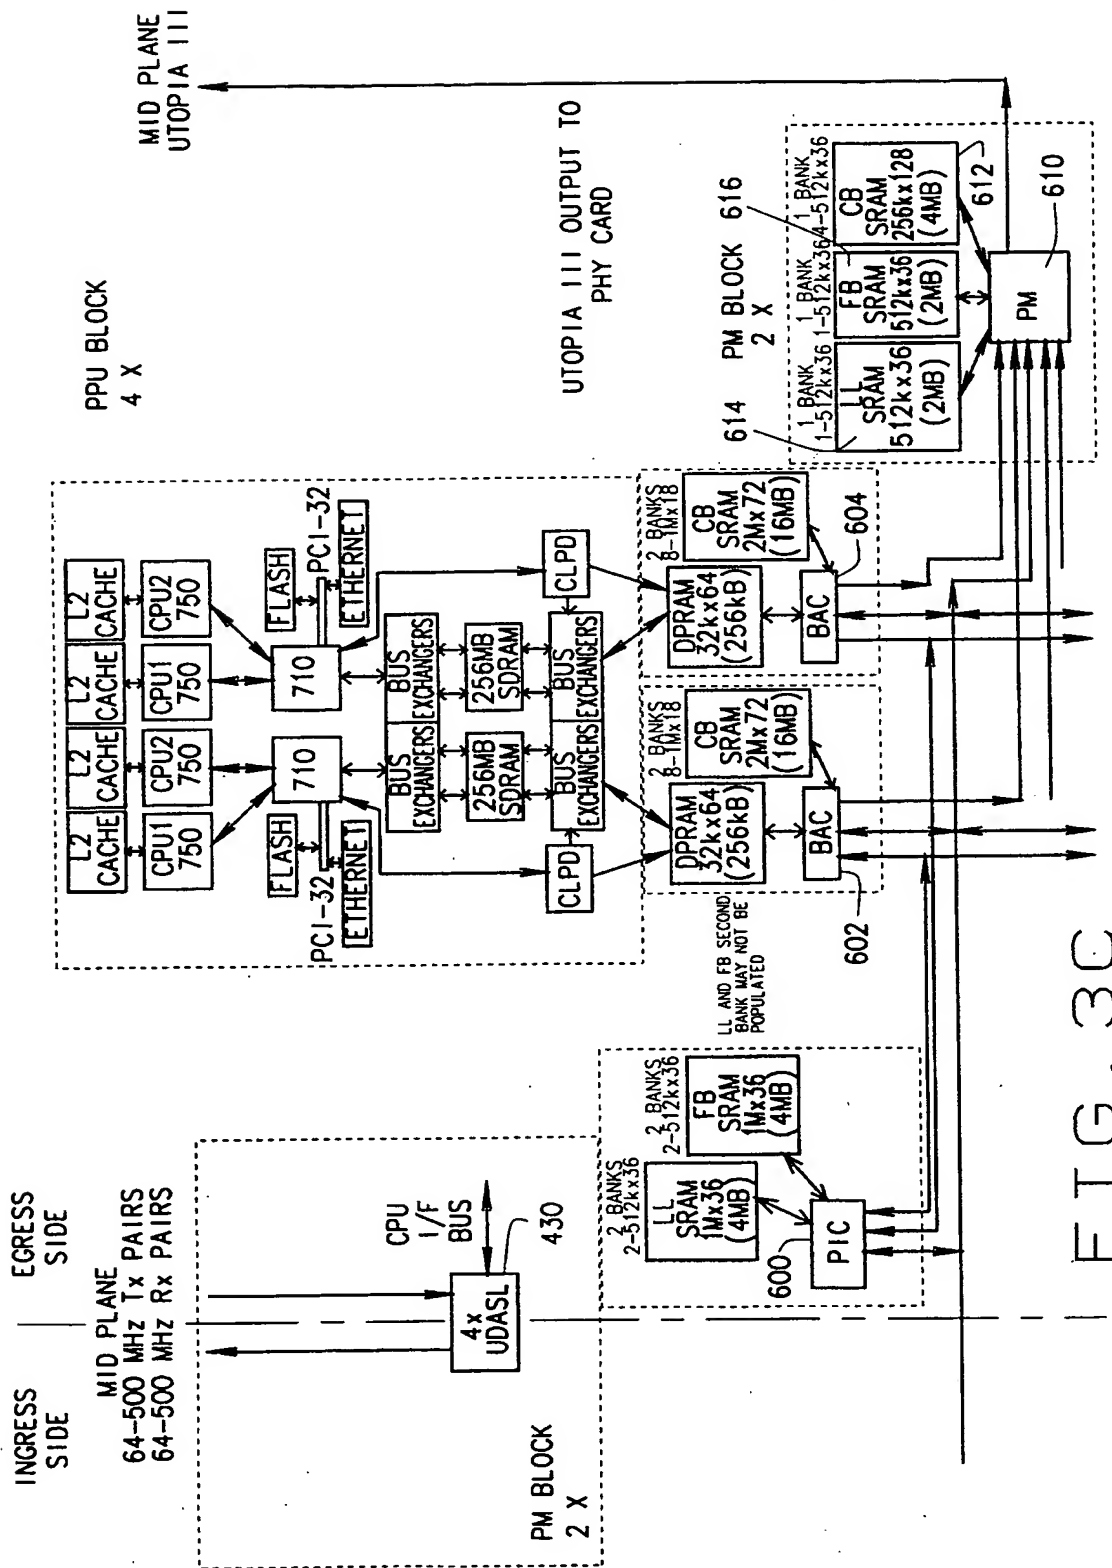 INGRESS
SIDE
EGRESS
SIDE
MID PLANE
64-500 MHz Tx PAIRS
64-500 MHz Rx PAIRS
PM BLOCK
2 X
4x
UDASL
CPU
I/F
BUS
430
2 BANKS
2-512kx36
LL
SRAM
1Mx36
(4MB)
2 BANKS
2-512kx36
FB
SRAM
1Mx36
(4MB)
600
PIC
LL AND FB SECOND
BANK MAY NOT BE
POPULATED
PPU BLOCK
4 X
L2
CACHE
L2
CACHE
L2
CACHE
L2
CACHE
CPU1
750
CPU2
750
CPU1
750
CPU2
750
710
710
FLASH
PCI-32
ETHERNET
FLASH
PCI-32
ETHERNET
BUS
EXCHANGERS
BUS
EXCHANGERS
256MB
SDRAM
256MB
SDRAM
BUS
EXCHANGERS
BUS
EXCHANGERS
CLPD
CLPD
DPRAM
32kx64
(256kB)
2 BANKS
8-1Mx18
CB
SRAM
2Mx72
(16MB)
BAC
602
DPRAM
32kx64
(256kB)
2 BANKS
8-1Mx18
CB
SRAM
2Mx72
(16MB)
BAC
604
MID PLANE
UTOPIA III
UTOPIA III OUTPUT TO
PHY CARD
PM BLOCK
2 X
614
616
1 BANK
1-512kx36
LL
SRAM
512kx36
(2MB)
1 BANK
1-512kx36
FB
SRAM
512kx36
(2MB)
1 BANK
4-512kx36
CB
SRAM
256kx128
(4MB)
612
PM
610
FIG. 3C